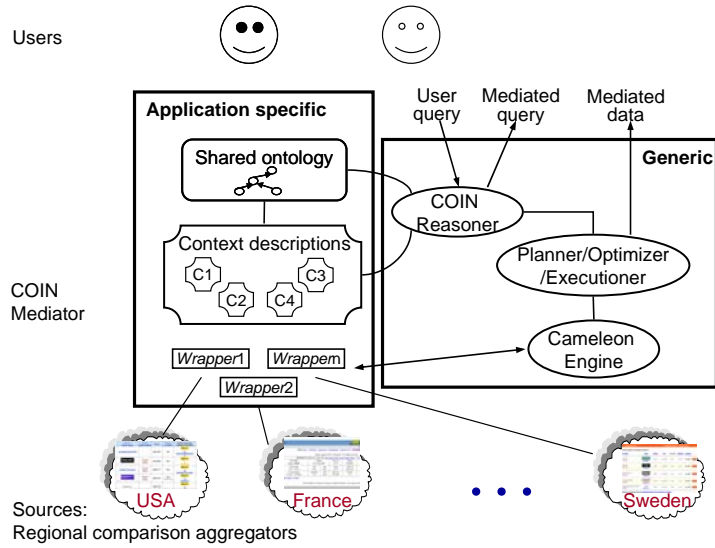 Users
Application specific
User
query
Mediated
query
Mediated
data
Generic
Shared ontology
COIN
Reasoner
Context descriptions
C1
C2
C4
C3
Planner/Optimizer
/Executioner
COIN
Mediator
Cameleon
Engine
Wrapper1
Wrappern
Wrapper2
USA
France
Sweden
Sources:
Regional comparison aggregators